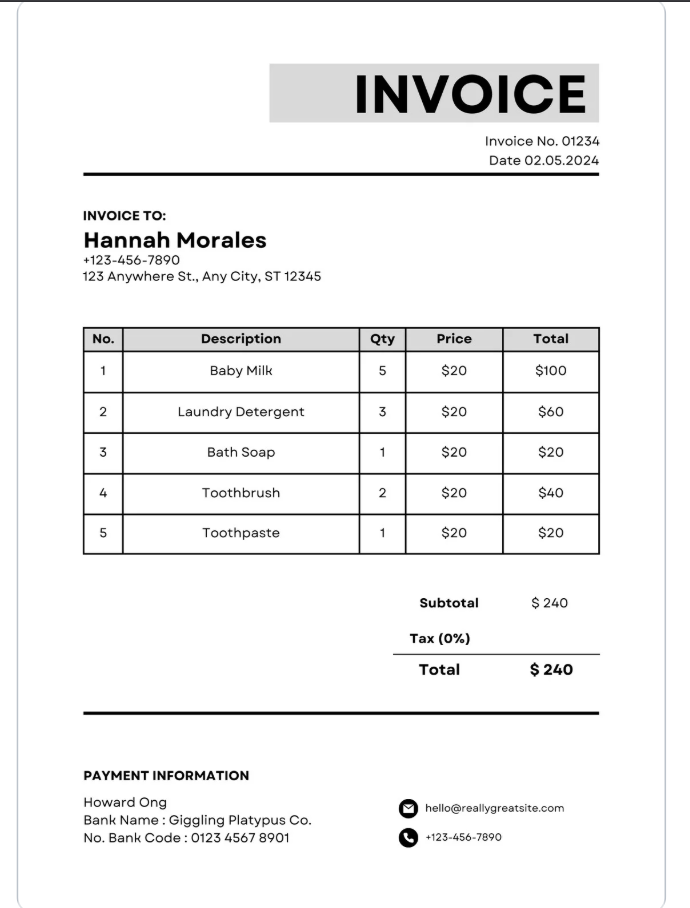 INVOICE
Invoice No. 01234
Date 02.05.2024
INVOICE TO:
Hannah Morales
+123-456-7890
123 Anywhere St., Any City, ST 12345
No. Description Qty Price Total
1 Baby Milk 5 $20 $100
2 Laundry Detergent 3 $20 $60
3 Bath Soap 1 $20 $20
4 Toothbrush 2 $20 $40
5 Toothpaste 1 $20 $20
Subtotal $ 240
Tax (0%)
Total $ 240
PAYMENT INFORMATION
Howard Ong
Bank Name : Giggling Platypus Co.
No. Bank Code : 0123 4567 8901
hello@reallygreatsite.com
+123-456-7890